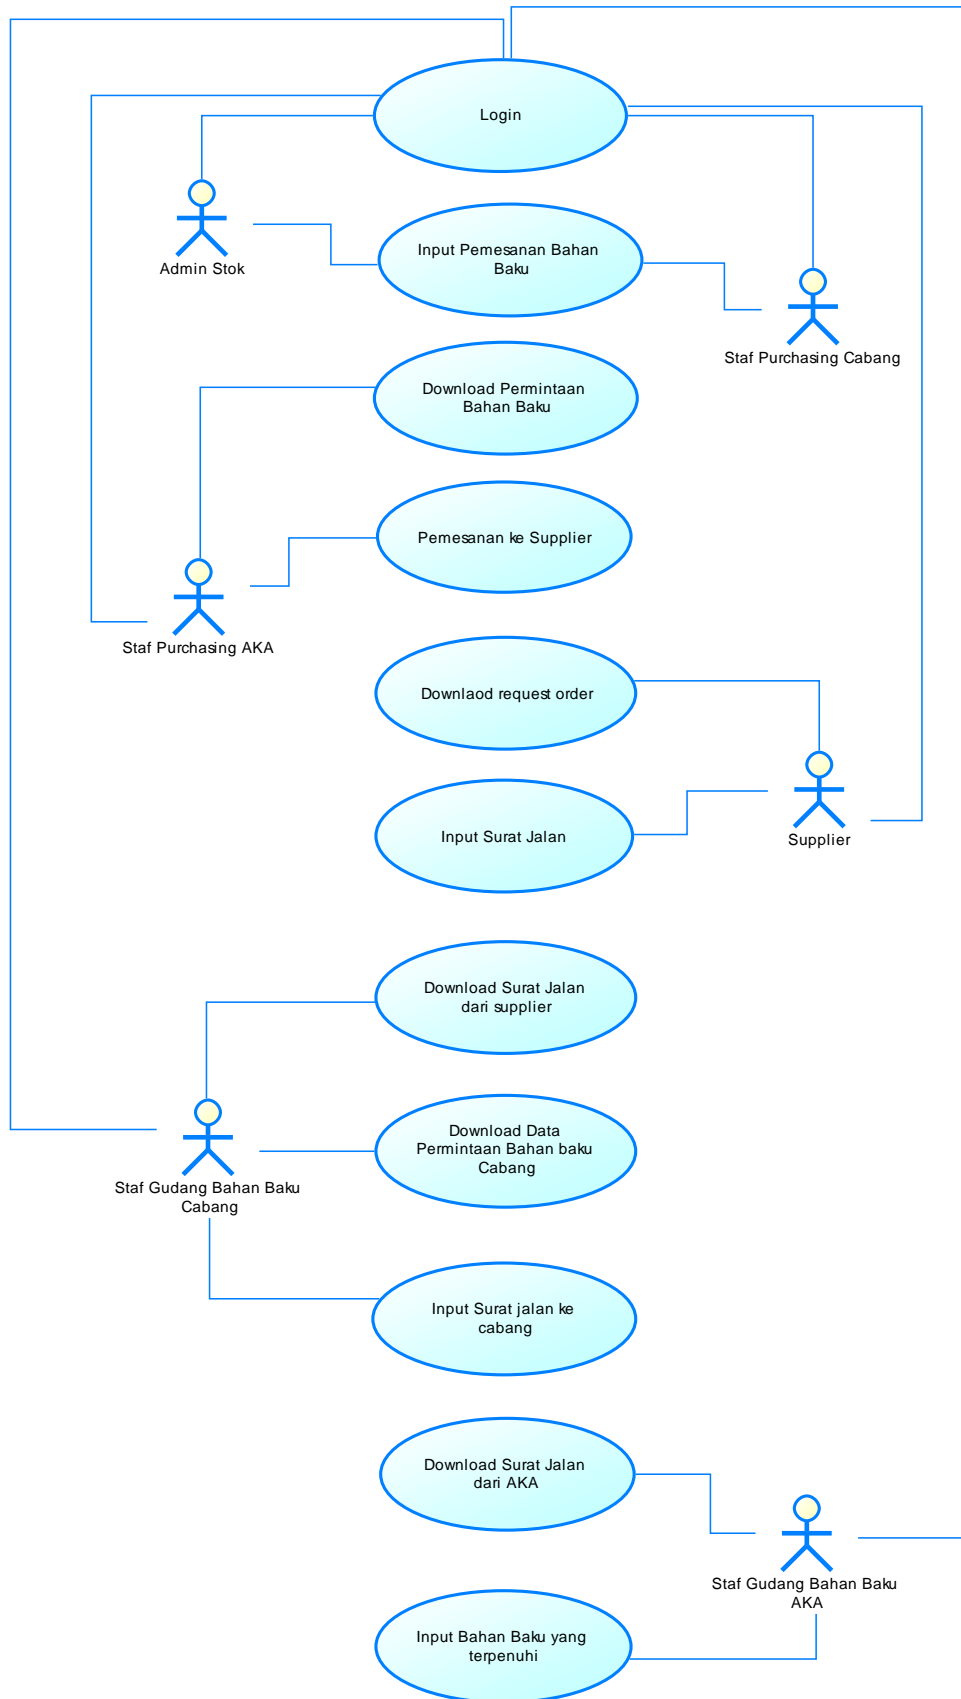 Login
Admin Stok
Input Pemesanan Bahan
Baku
Staf Purchasing Cabang
Download Permintaan
Bahan Baku
Pemesanan ke Supplier
Staf Purchasing AKA
Downlaod request order
Input Surat Jalan
Supplier
Download Surat Jalan
dari supplier
Download Data
Permintaan Bahan baku
Cabang
Staf Gudang Bahan Baku
Cabang
Input Surat jalan ke
cabang
Download Surat Jalan
dari AKA
Staf Gudang Bahan Baku
AKA
Input Bahan Baku yang
terpenuhi